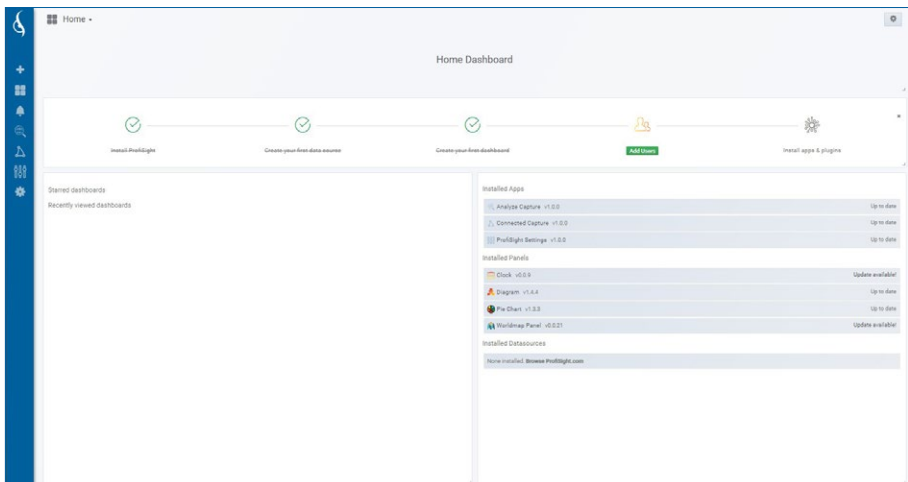 Home
Home Dashboard
Install ProfiSight
Create your first data source
Create your first dashboard
Add Users
Install apps & plugins
Starred dashboards
Recently viewed dashboards
Installed Apps
Analyze Capture v1.0.0 Up to date
Connected Capture v1.0.0 Up to date
ProfiSight Settings v1.0.0 Up to date
Installed Panels
Clock v0.0.9 Update available!
Diagram v1.4.4 Up to date
Pie Chart v1.3.3 Up to date
Worldmap Panel v0.0.21 Update available!
Installed Datasources
None installed. Browse ProfiSight.com